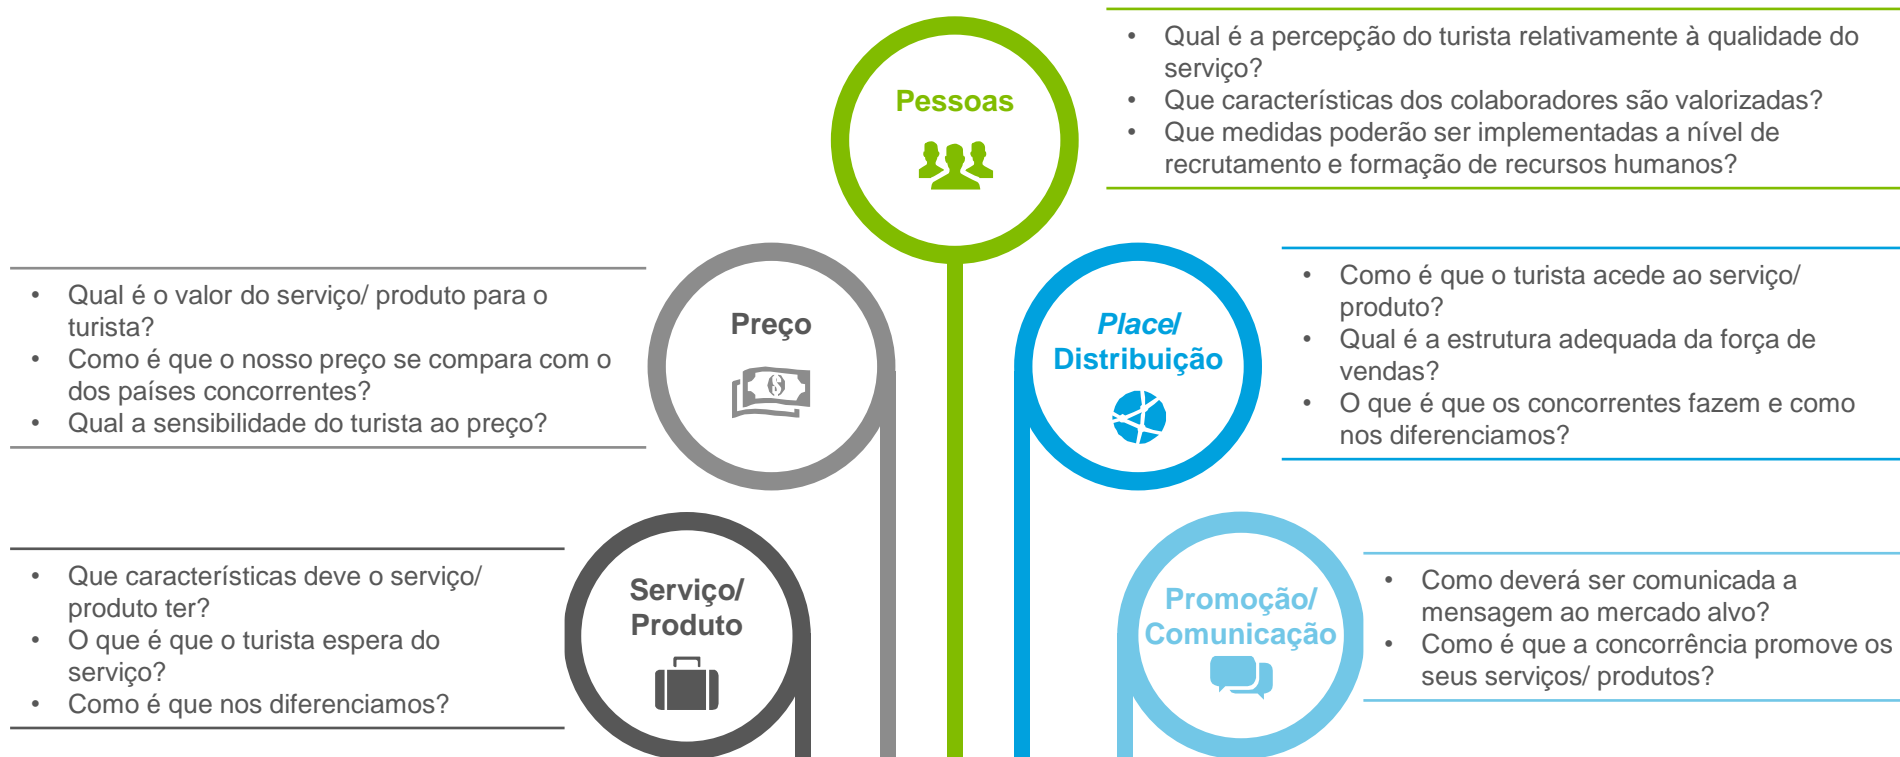 Pessoas
• Qual é a percepção do turista relativamente à qualidade do
serviço?
• Que características dos colaboradores são valorizadas?
• Que medidas poderão ser implementadas a nível de
recrutamento e formação de recursos humanos?
• Qual é o valor do serviço/ produto para o
turista?
• Como é que o nosso preço se compara com o
dos países concorrentes?
• Qual a sensibilidade do turista ao preço?
Preço
Place/
Distribuição
• Como é que o turista acede ao serviço/
produto?
• Qual é a estrutura adequada da força de
vendas?
• O que é que os concorrentes fazem e como
nos diferenciamos?
• Que características deve o serviço/
produto ter?
• O que é que o turista espera do
serviço?
• Como é que nos diferenciamos?
Serviço/
Produto
Promoção/
Comunicação
• Como deverá ser comunicada a
mensagem ao mercado alvo?
• Como é que a concorrência promove os
seus serviços/ produtos?